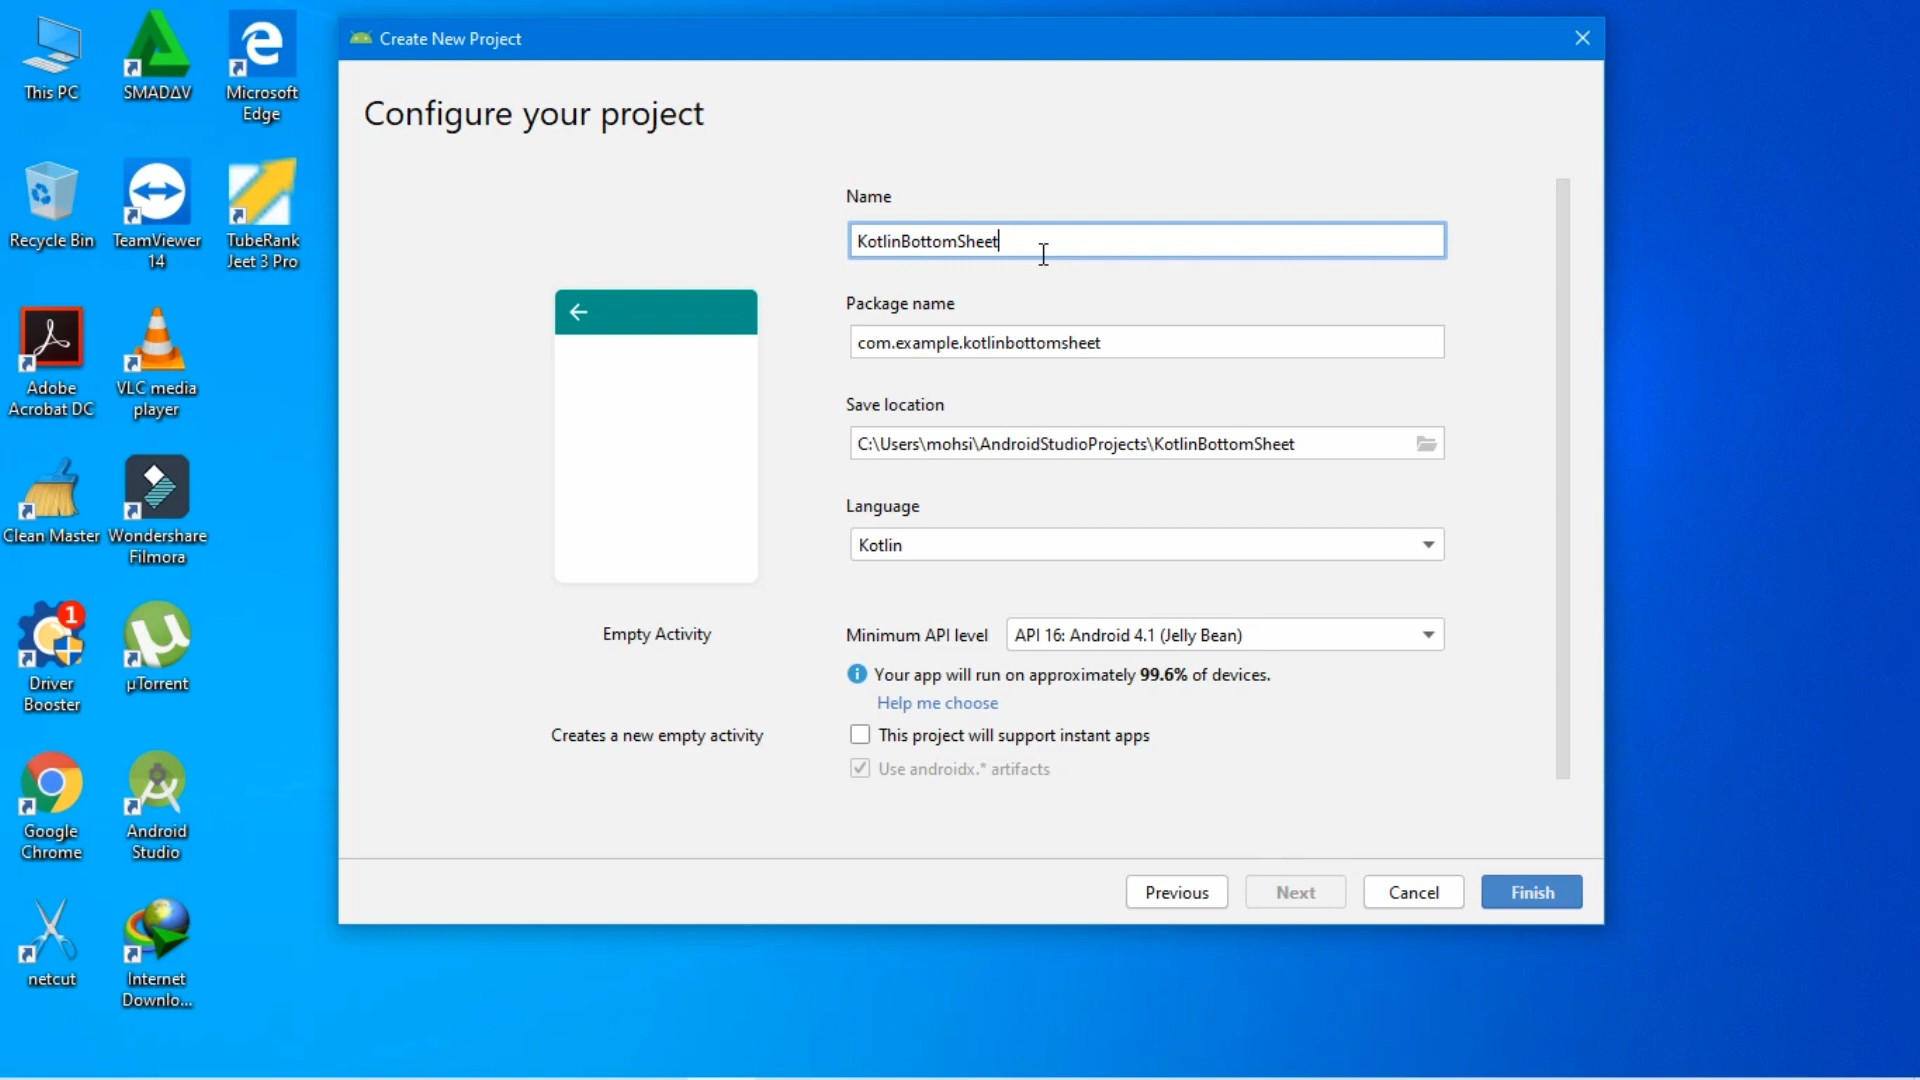 This PC
SMADΔV
Microsoft
Edge
Recycle Bin
TeamViewer
14
TubeRank
Jeet 3 Pro
Adobe
Acrobat DC
VLC media
player
Clean Master
Wondershare
Filmora
1
Driver
Booster
µTorrent
Google
Chrome
Android
Studio
netcut
Internet
Downlo...
Create New Project
Configure your project
Name
KotlinBottomSheet
Package name
com.example.kotlinbottomsheet
Save location
C:\Users\mohsi\AndroidStudioProjects\KotlinBottomSheet
Language
Kotlin
Empty Activity
Minimum API level
API 16: Android 4.1 (Jelly Bean)
Your app will run on approximately 99.6% of devices.
Help me choose
Creates a new empty activity
This project will support instant apps
Use androidx.* artifacts
Previous
Next
Cancel
Finish